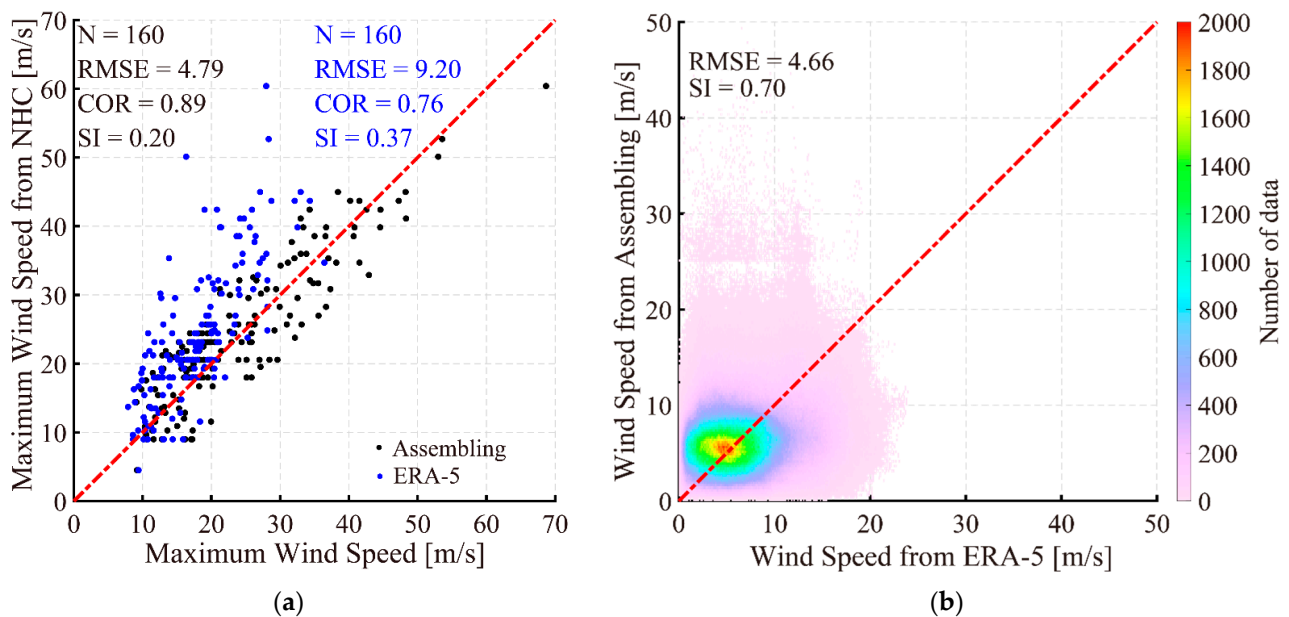 70
60
50
40
30
20
10
0
Maximum Wind Speed from NHC [m/s]
N = 160
RMSE = 4.79
COR = 0.89
SI = 0.20
N = 160
RMSE = 9.20
COR = 0.76
SI = 0.37
Assembling
ERA-5
0 10 20 30 40 50 60 70
Maximum Wind Speed [m/s]
(a)
50
40
30
20
10
0
Wind Speed from Assembling [m/s]
RMSE = 4.66
SI = 0.70
0 10 20 30 40 50
Wind Speed from ERA-5 [m/s]
2000
1800
1600
1400
1200
1000
800
600
400
200
0
Number of data
(b)